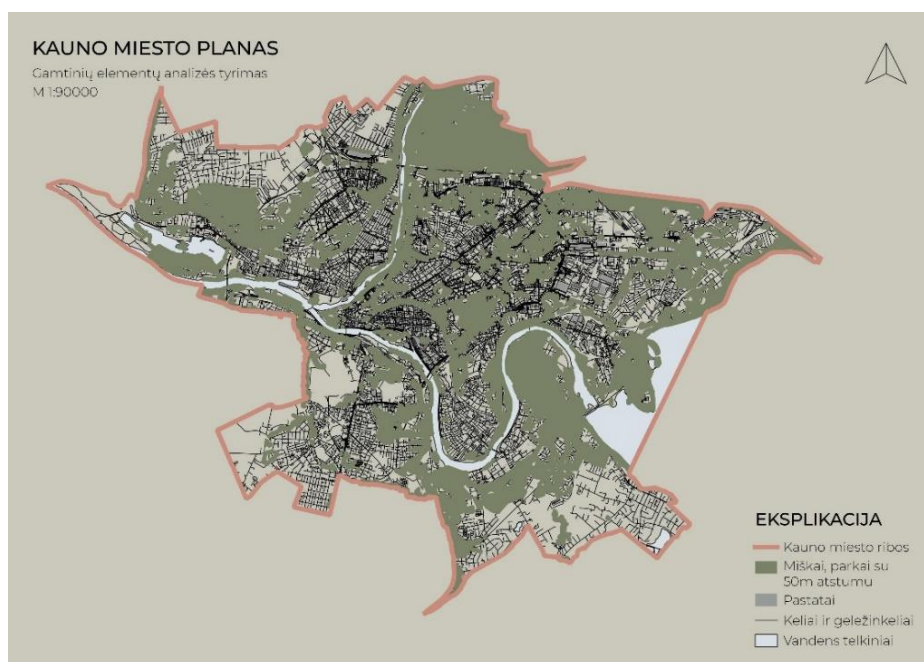 KAUNO MIESTO PLANAS
Gamtinių elementų analizės tyrimas
M 1:90000
EKSPLIKACIJA
Kauno miesto ribos
Miškai, parkai su
50m atstumu
Pastatai
Keliai ir geležinkeliai
Vandens telkiniai